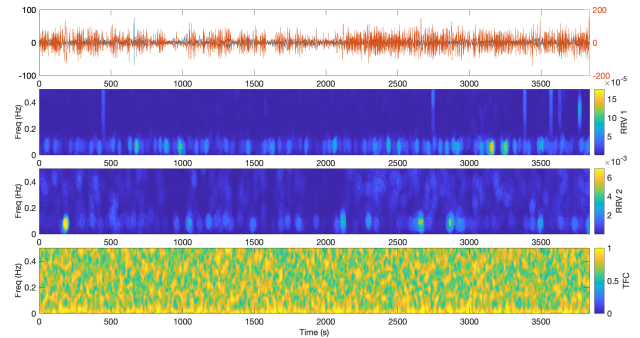 100 200
0 0
-100 -200
0 500 1000 1500 2000 2500 3000 3500
×10⁻⁵
Freq (Hz) 0.4 0.2 0 15 10 5 RRV 1
0 500 1000 1500 2000 2500 3000 3500
×10⁻³
Freq (Hz) 0.4 0.2 0 6 4 2 RRV 2
0 500 1000 1500 2000 2500 3000 3500
Freq (Hz) 0.4 0.2 0 1 0.5 0 TFC
0 500 1000 1500 2000 2500 3000 3500
Time (s)